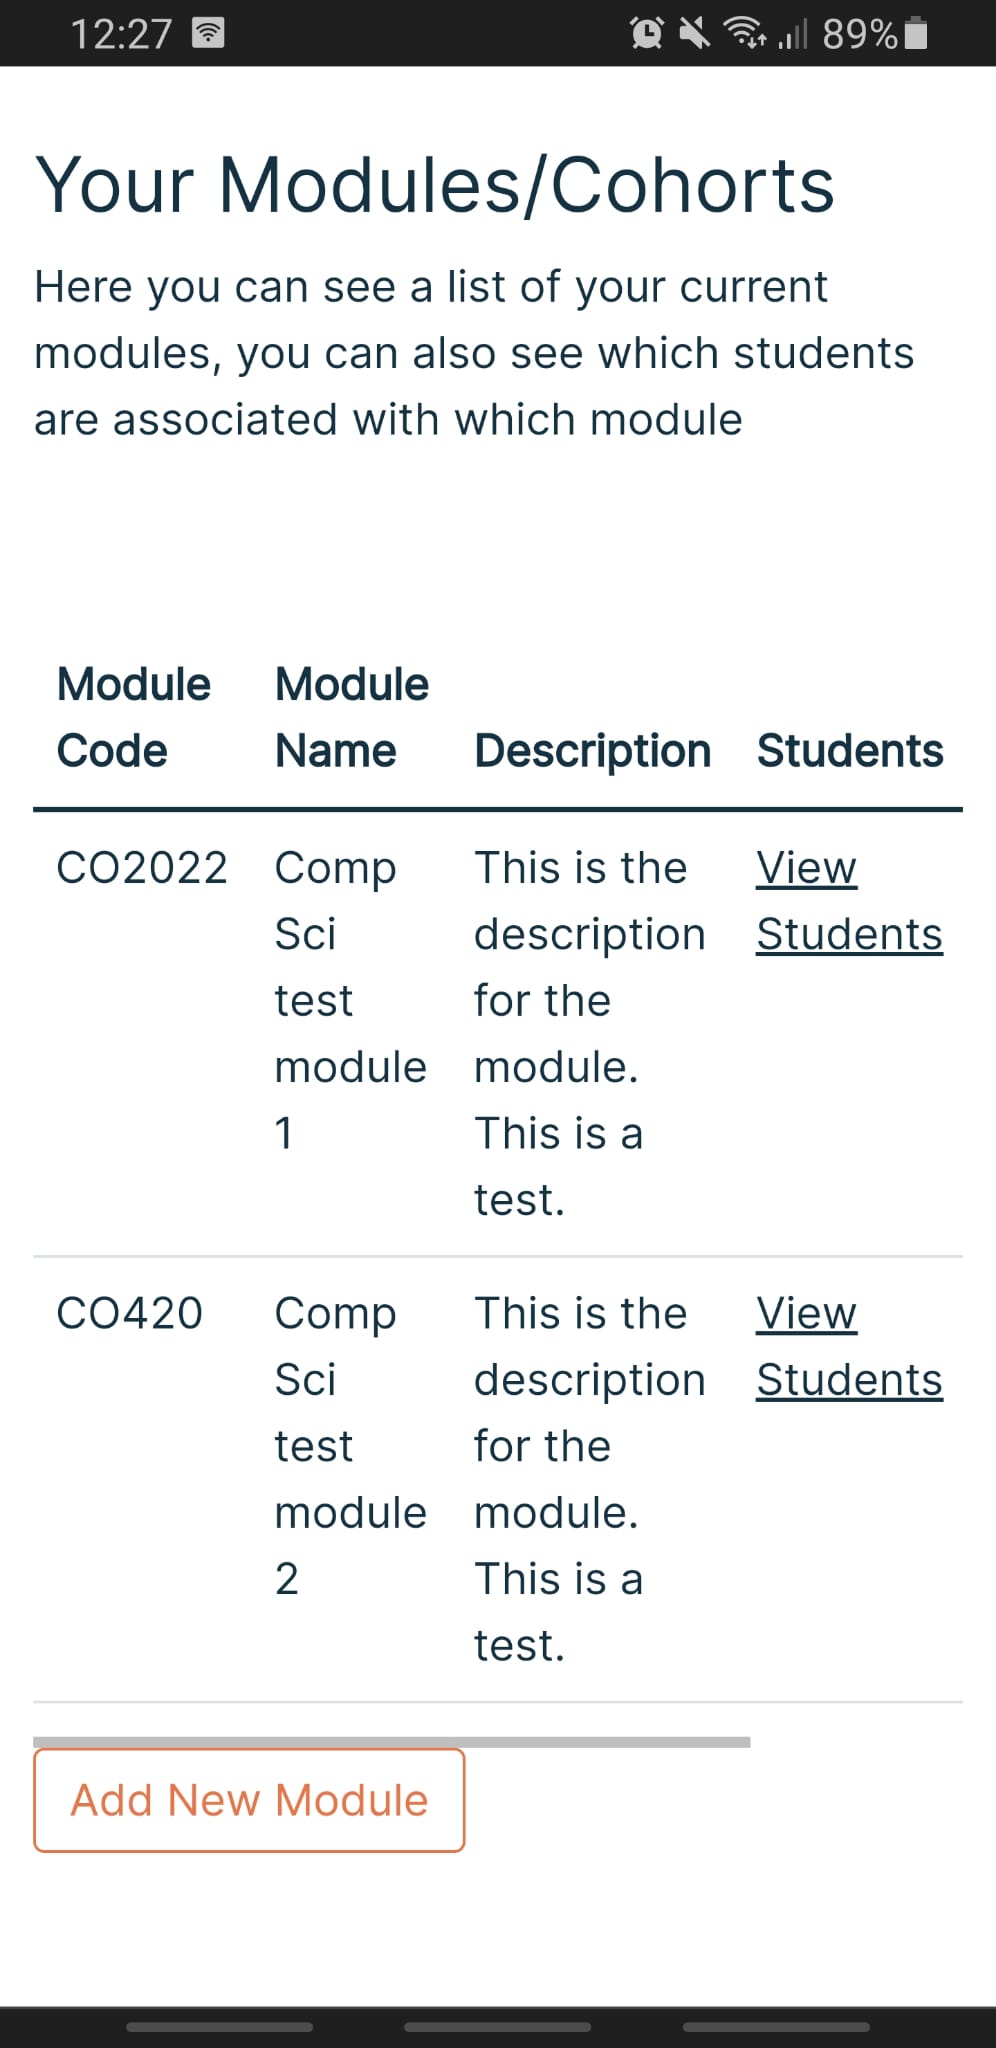 12:27 89%
Your Modules/Cohorts
Here you can see a list of your current
modules, you can also see which students
are associated with which module
Module Code Module Name Description Students
CO2022 Comp Sci test module 1 This is the description for the module. This is a test. View Students
CO420 Comp Sci test module 2 This is the description for the module. This is a test. View Students
Add New Module